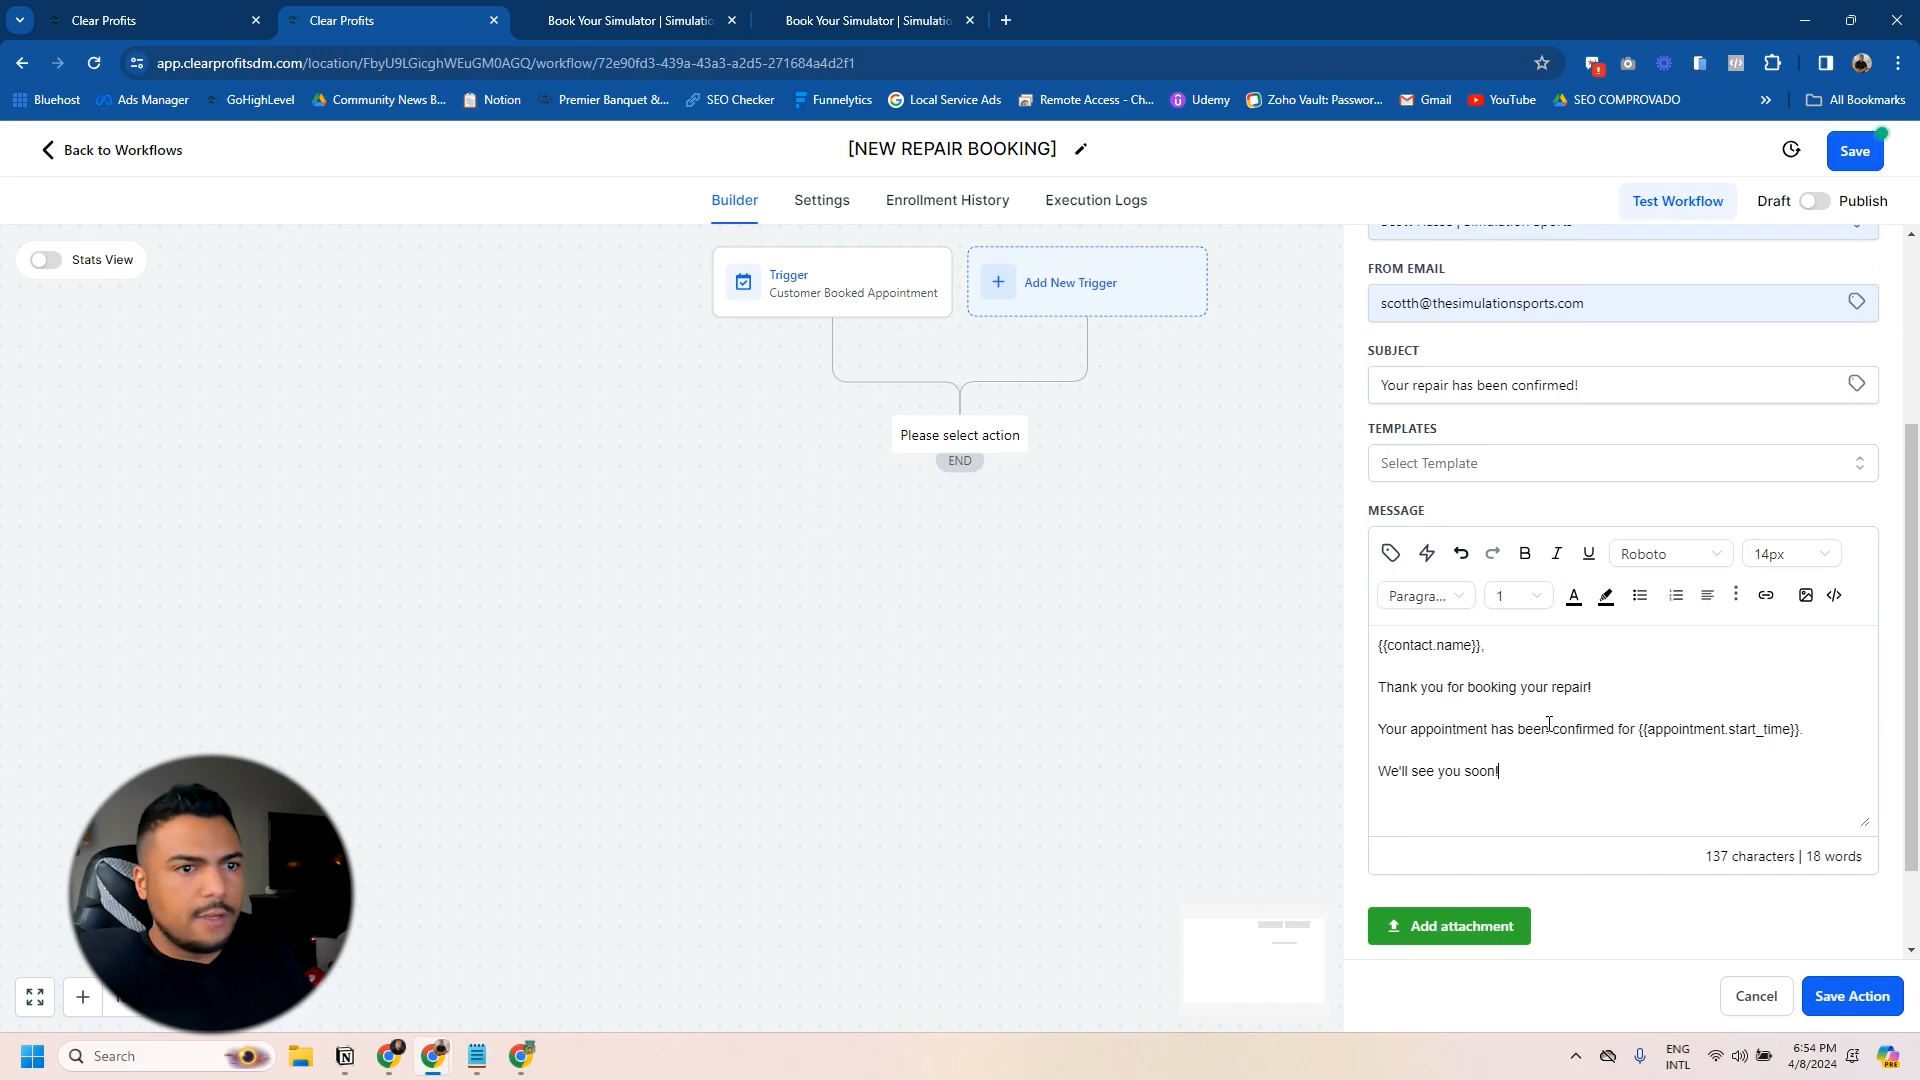 Clear Profits
Clear Profits
Book Your Simulator | Simulatio
Book Your Simulator | Simulatio
app.clearprofitsdm.com/location/FbyU9LGicghWEuGM0AGQ/workflow/72e90fd3-439a-43a3-a2d5-271684a4d2f1
Bluehost
Ads Manager
GoHighLevel
Community News B...
Notion
Premier Banquet &...
SEO Checker
Funnelytics
Local Service Ads
Remote Access - Ch...
Udemy
Zoho Vault: Passwor...
Gmail
YouTube
SEO COMPROVADO
All Bookmarks
Back to Workflows
[NEW REPAIR BOOKING]
Save
Builder
Settings
Enrollment History
Execution Logs
Test Workflow
Draft
Publish
Stats View
Trigger
Customer Booked Appointment
Add New Trigger
Please select action
END
FROM EMAIL
scotth@thesimulationsports.com
SUBJECT
Your repair has been confirmed!
TEMPLATES
Select Template
MESSAGE
Roboto
14px
Paragra...
1
{{contact.name}},
Thank you for booking your repair!
Your appointment has been confirmed for {{appointment.start_time}}.
We'll see you soon!
137 characters | 18 words
Add attachment
Cancel
Save Action
Search
ENG
INTL
6:54 PM
4/8/2024
PRE